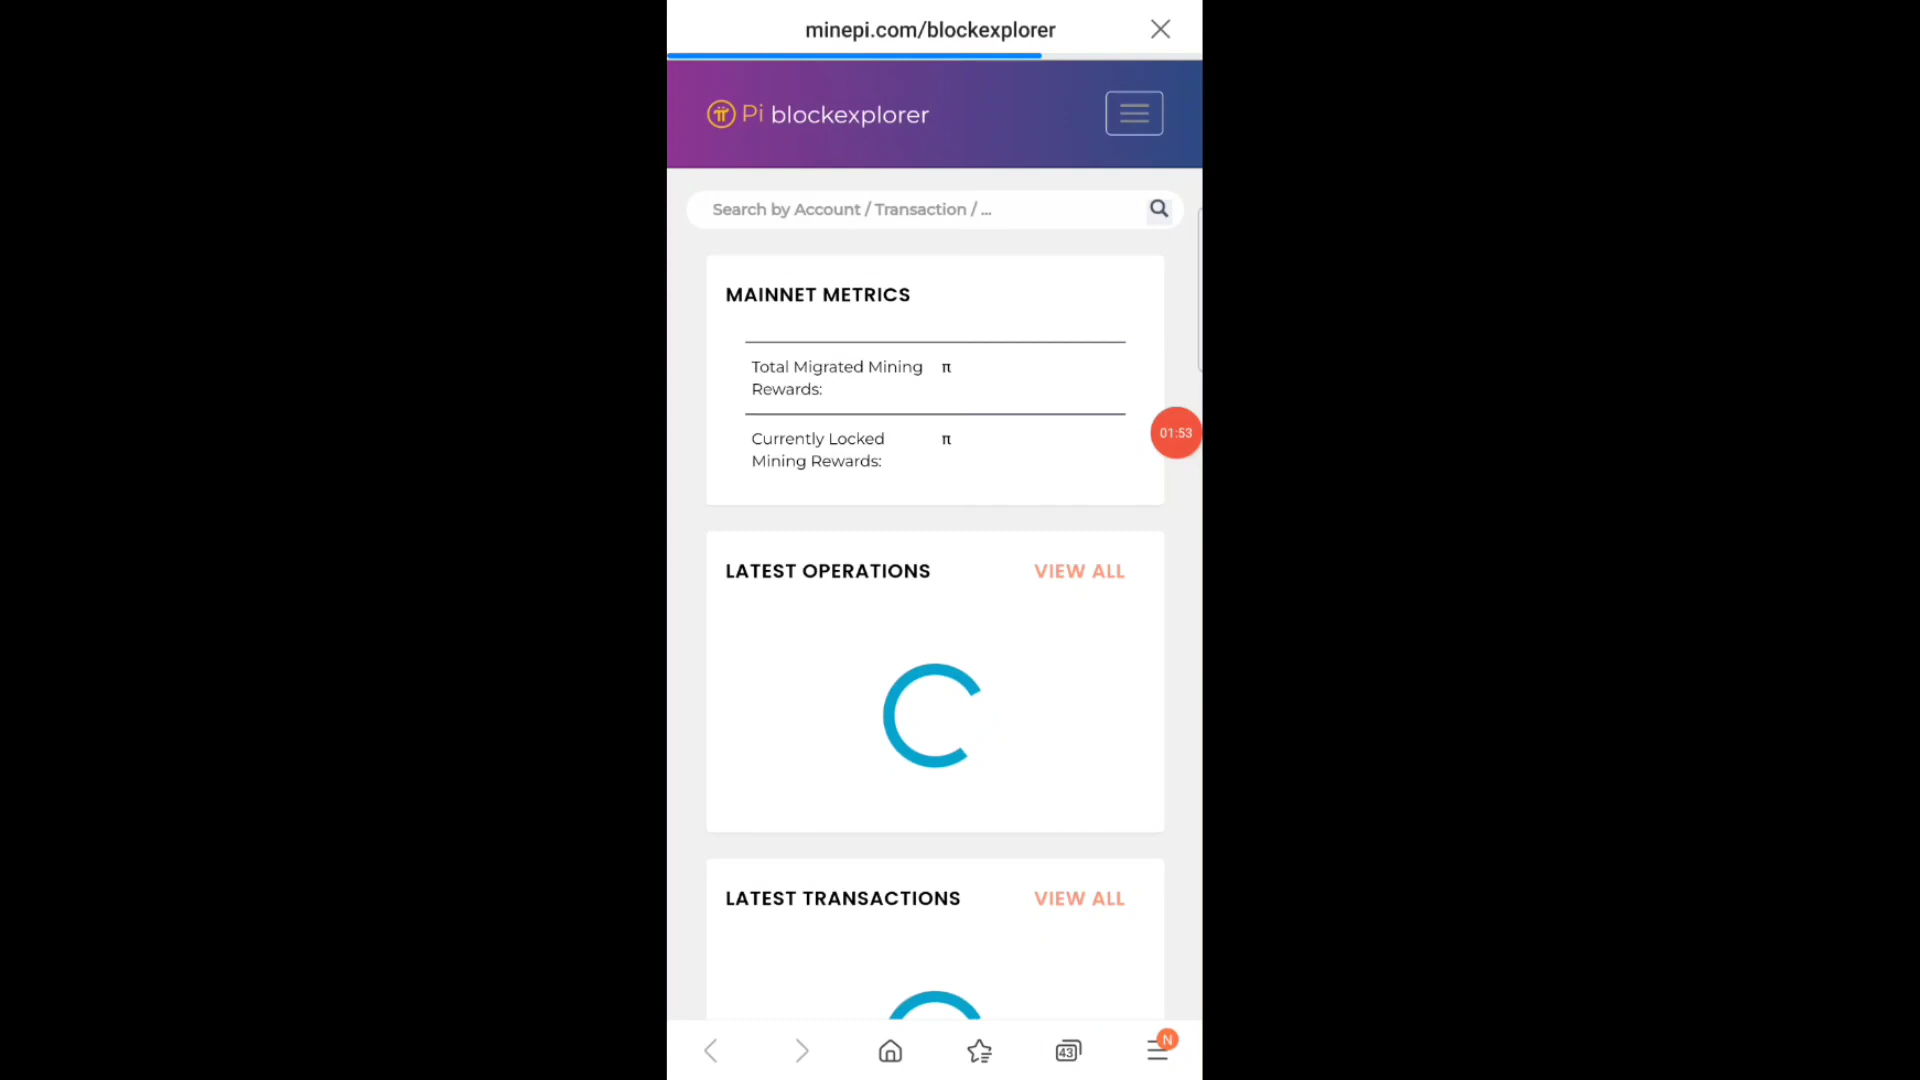 minepi.com/blockexplorer
Pi blockexplorer
Search by Account / Transaction / ...
MAINNET METRICS
Total Migrated Mining π
Rewards:
Currently Locked π
Mining Rewards:
01:53
LATEST OPERATIONS VIEW ALL
LATEST TRANSACTIONS VIEW ALL
43
N